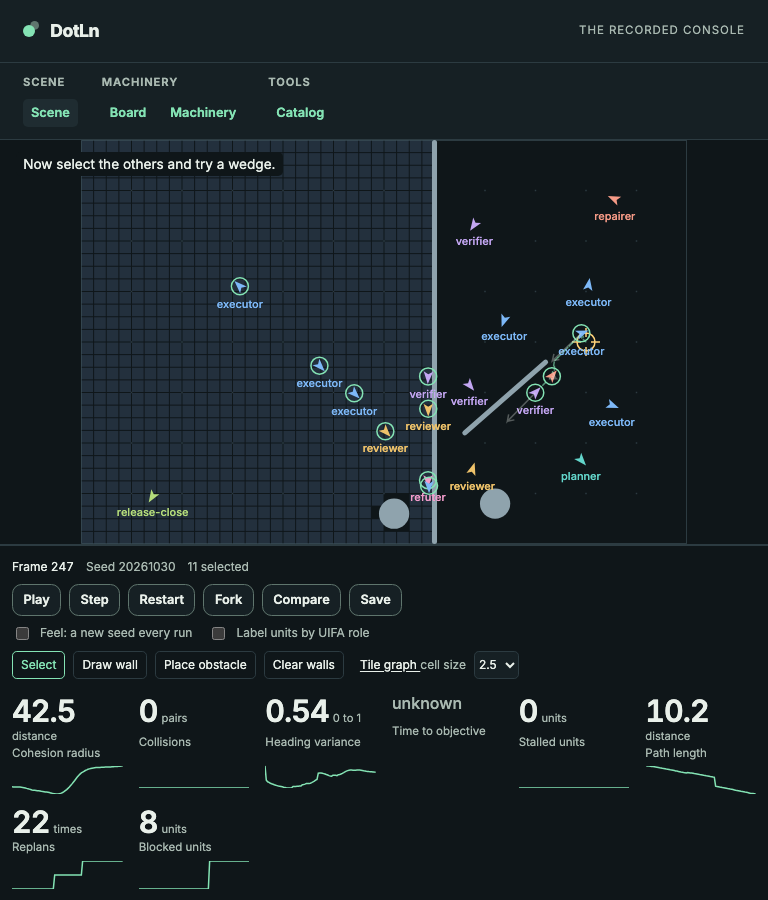 DotLn
THE RECORDED CONSOLE
SCENE MACHINERY TOOLS
Scene Board Machinery Catalog
Now select the others and try a wedge.
repairer
verifier
executor
executor
executor
executor
executor
verifier
verifier
executor
reviewer
verifier
executor
reviewer
reviewer
planner
reviewer
refuter
release-close
Frame 247 Seed 20261030 11 selected
Play Step Restart Fork Compare Save
Feel: a new seed every run Label units by UIFA role
Select Draw wall Place obstacle Clear walls Tile graph cell size 2.5
42.5 distance
Cohesion radius
0 pairs
Collisions
0.54 0 to 1
Heading variance
unknown
Time to objective
0 units
Stalled units
10.2 distance
Path length
22 times
Replans
8 units
Blocked units